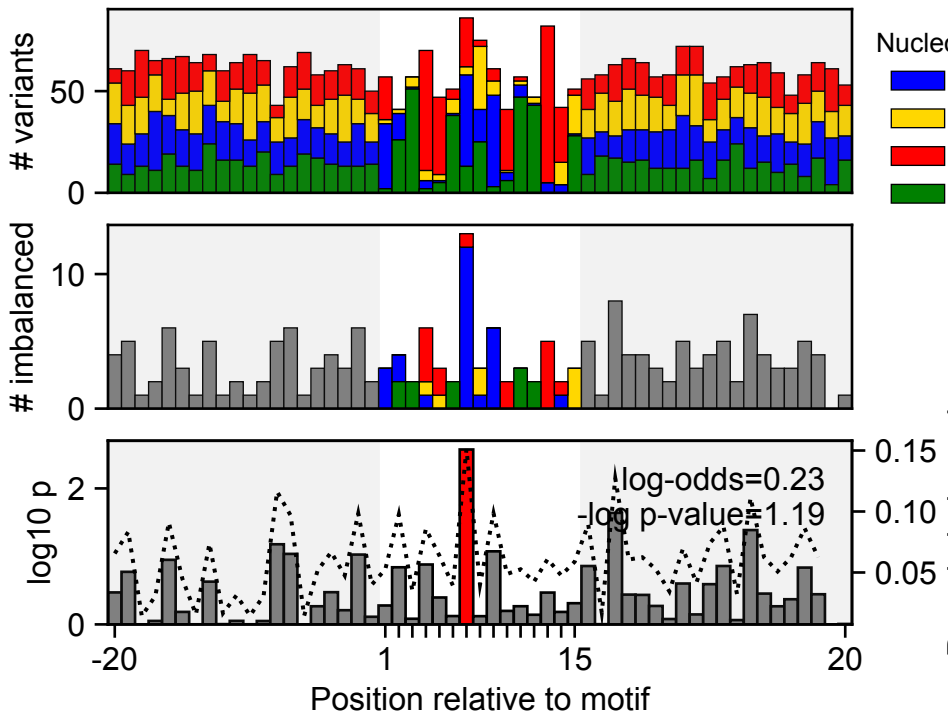 # variants
50
0
Nucleo
# imbalanced
10
0
log10 p
2
0
log-odds=0.23
-log p-value=1.19
0.15
0.10
0.05
-20
1
15
20
Position relative to motif